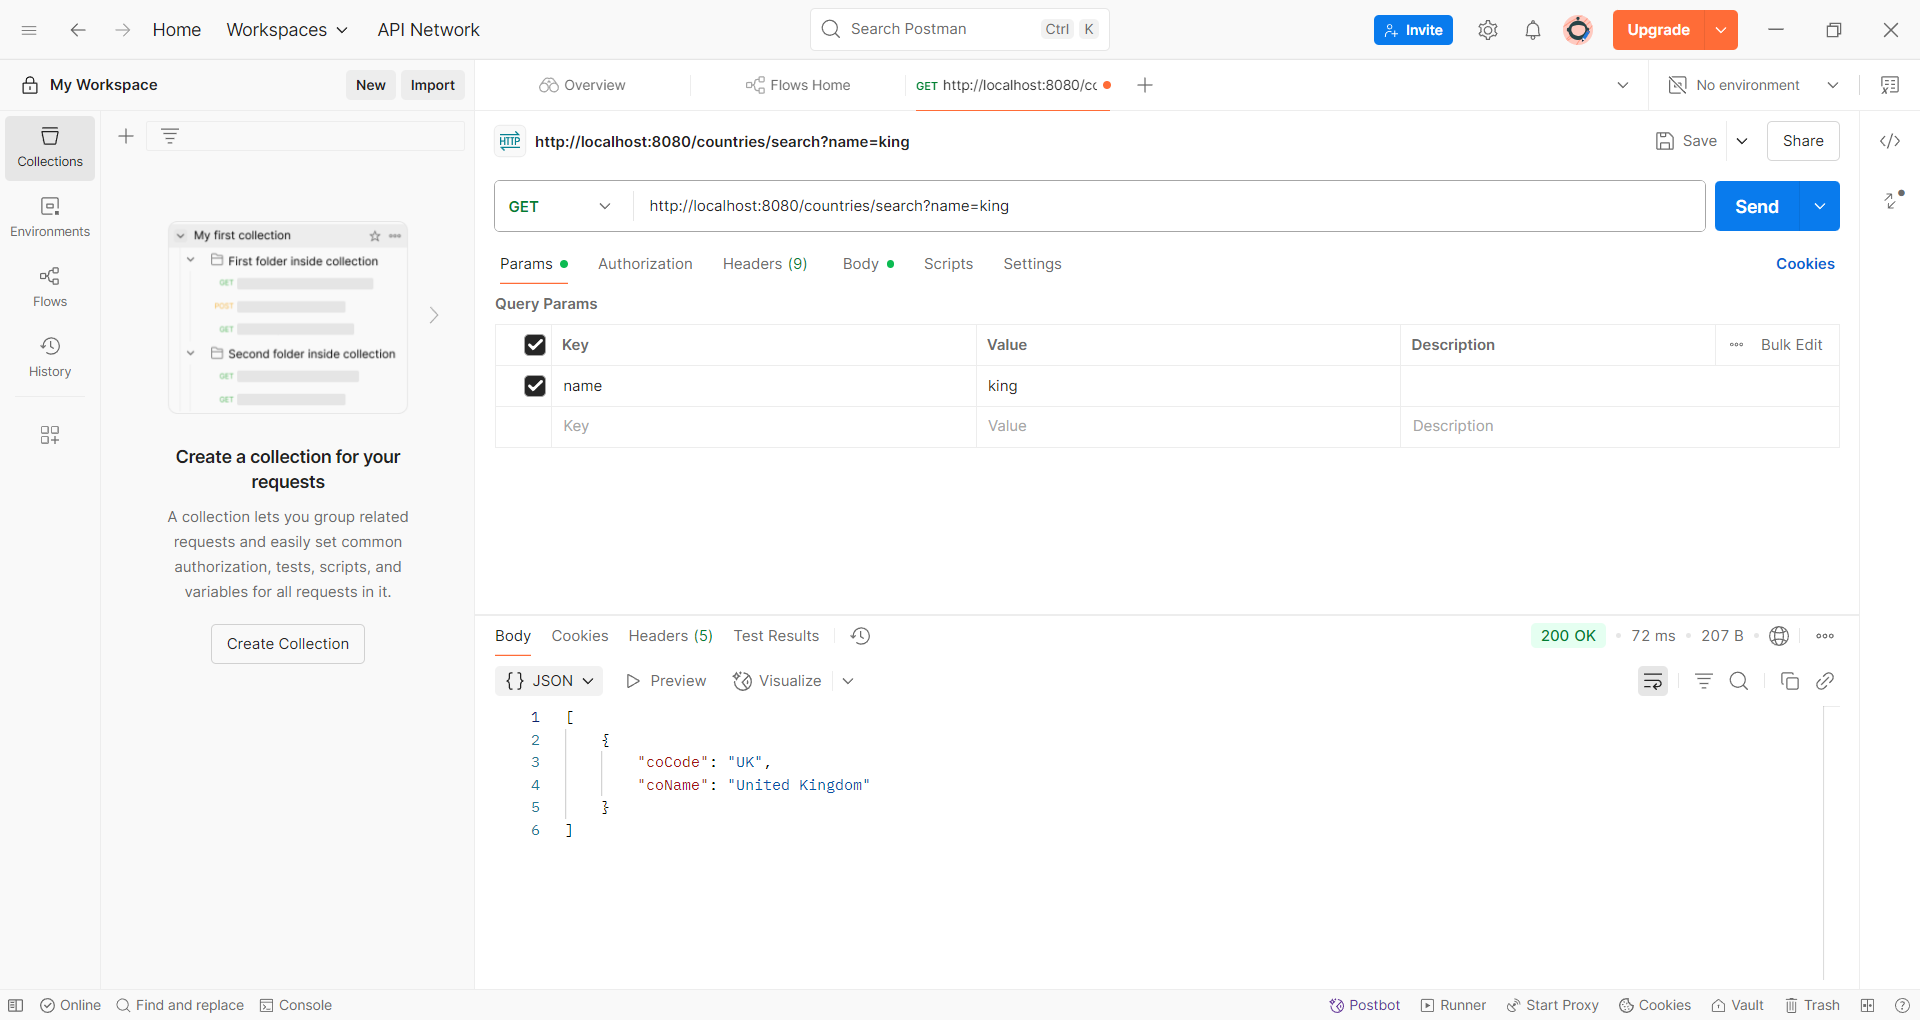 Home
Workspaces
API Network
Search Postman
Ctrl
K
Invite
Upgrade
My Workspace
New
Import
Overview
Flows Home
GET http://localhost:8080/cc
No environment
Collections
Environments
Flows
History
My first collection
First folder inside collection
GET
POST
GET
Second folder inside collection
GET
GET
Create a collection for your
requests
A collection lets you group related
requests and easily set common
authorization, tests, scripts, and
variables for all requests in it.
Create Collection
HTTP
http://localhost:8080/countries/search?name=king
Save
Share
GET
http://localhost:8080/countries/search?name=king
Send
Params
Authorization
Headers (9)
Body
Scripts
Settings
Cookies
Query Params
Key Value Description Bulk Edit
name king
Key Value Description
Body
Cookies
Headers (5)
Test Results
200 OK
72 ms
207 B
{} JSON
Preview
Visualize
1 [
2 {
3 "coCode": "UK",
4 "coName": "United Kingdom"
5 }
6 ]
Online
Find and replace
Console
Postbot
Runner
Start Proxy
Cookies
Vault
Trash